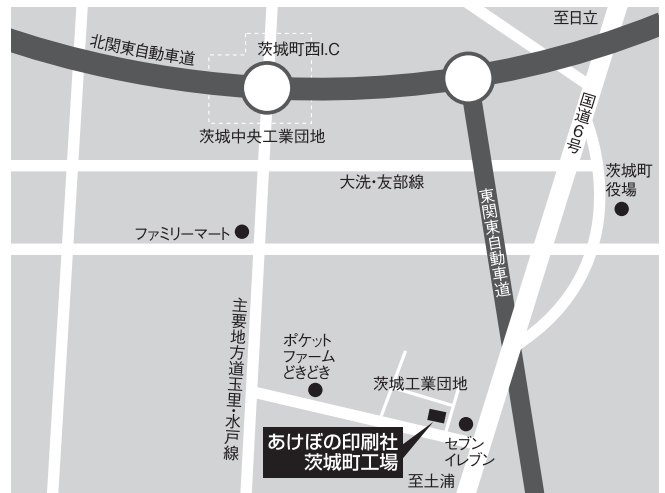 至日立
北関東自動車道
茨城町西I.C
国道6号
茨城中央工業団地
大洗・友部線
茨城町
役場
東関東自動車道
ファミリーマート
主要地方道玉里・水戸線
ポケット
ファーム
どきどき
茨城工業団地
あけぼの印刷社
茨城町工場
セブン
イレブン
至土浦